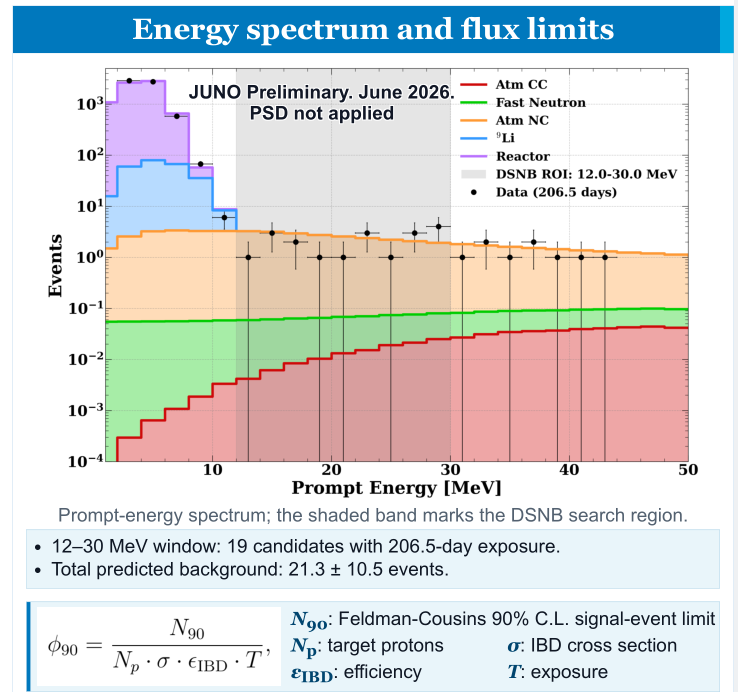 Energy spectrum and flux limits
JUNO Preliminary. June 2026.
PSD not applied
Atm CC
Fast Neutron
Atm NC
⁹Li
Reactor
DSNB ROI: 12.0-30.0 MeV
Data (206.5 days)
Events
10³
10²
10¹
10⁰
10⁻¹
10⁻²
10⁻³
10⁻⁴
10 20 30 40 50
Prompt Energy [MeV]
Prompt-energy spectrum; the shaded band marks the DSNB search region.
• 12–30 MeV window: 19 candidates with 206.5-day exposure.
• Total predicted background: 21.3 ± 10.5 events.
ϕ₉₀ = N₉₀ / (N_p · σ · ϵ_IBD · T),
N₉₀: Feldman-Cousins 90% C.L. signal-event limit
N_p: target protons σ: IBD cross section
ε_IBD: efficiency T: exposure